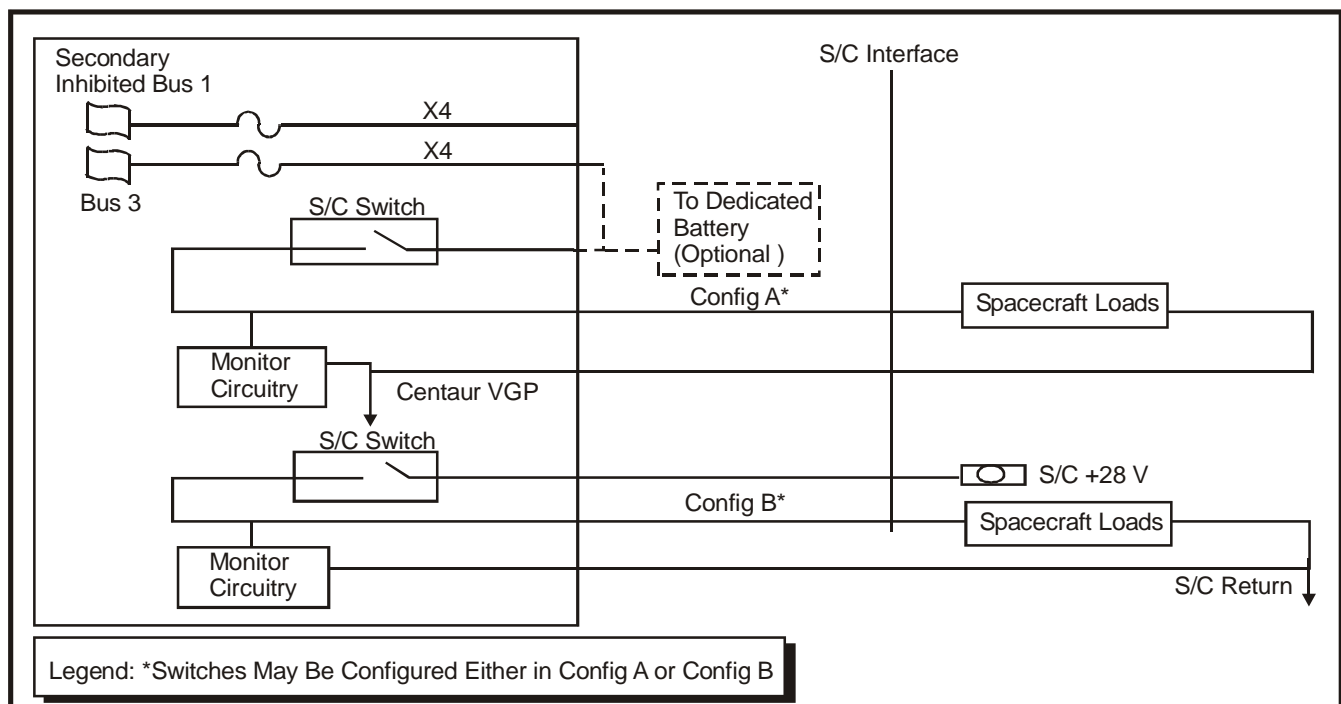 Secondary
Inhibited Bus 1
S/C Interface
X4
X4
Bus 3
S/C Switch
To Dedicated
Battery
(Optional )
Config A*
Spacecraft Loads
Monitor
Circuitry
Centaur VGP
S/C Switch
S/C +28 V
Config B*
Spacecraft Loads
Monitor
Circuitry
S/C Return
Legend: *Switches May Be Configured Either in Config A or Config B